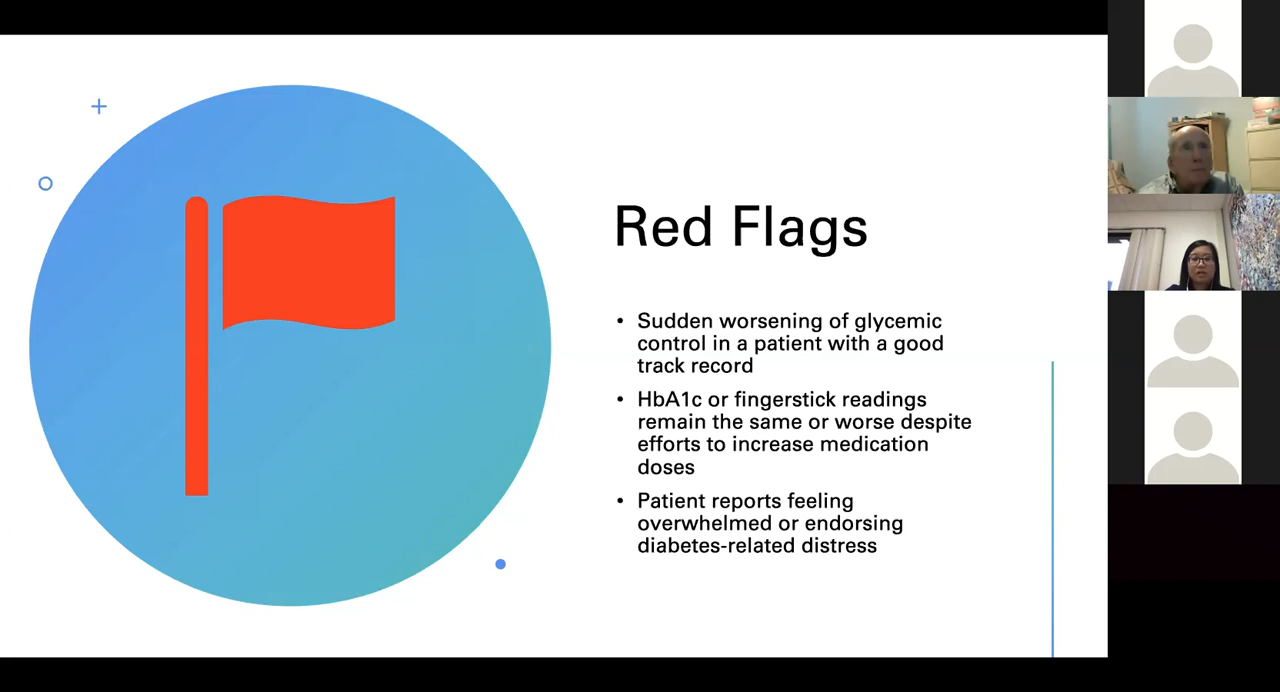 Red Flags
• Sudden worsening of glycemic
control in a patient with a good
track record
• HbA1c or fingerstick readings
remain the same or worse despite
efforts to increase medication
doses
• Patient reports feeling
overwhelmed or endorsing
diabetes-related distress